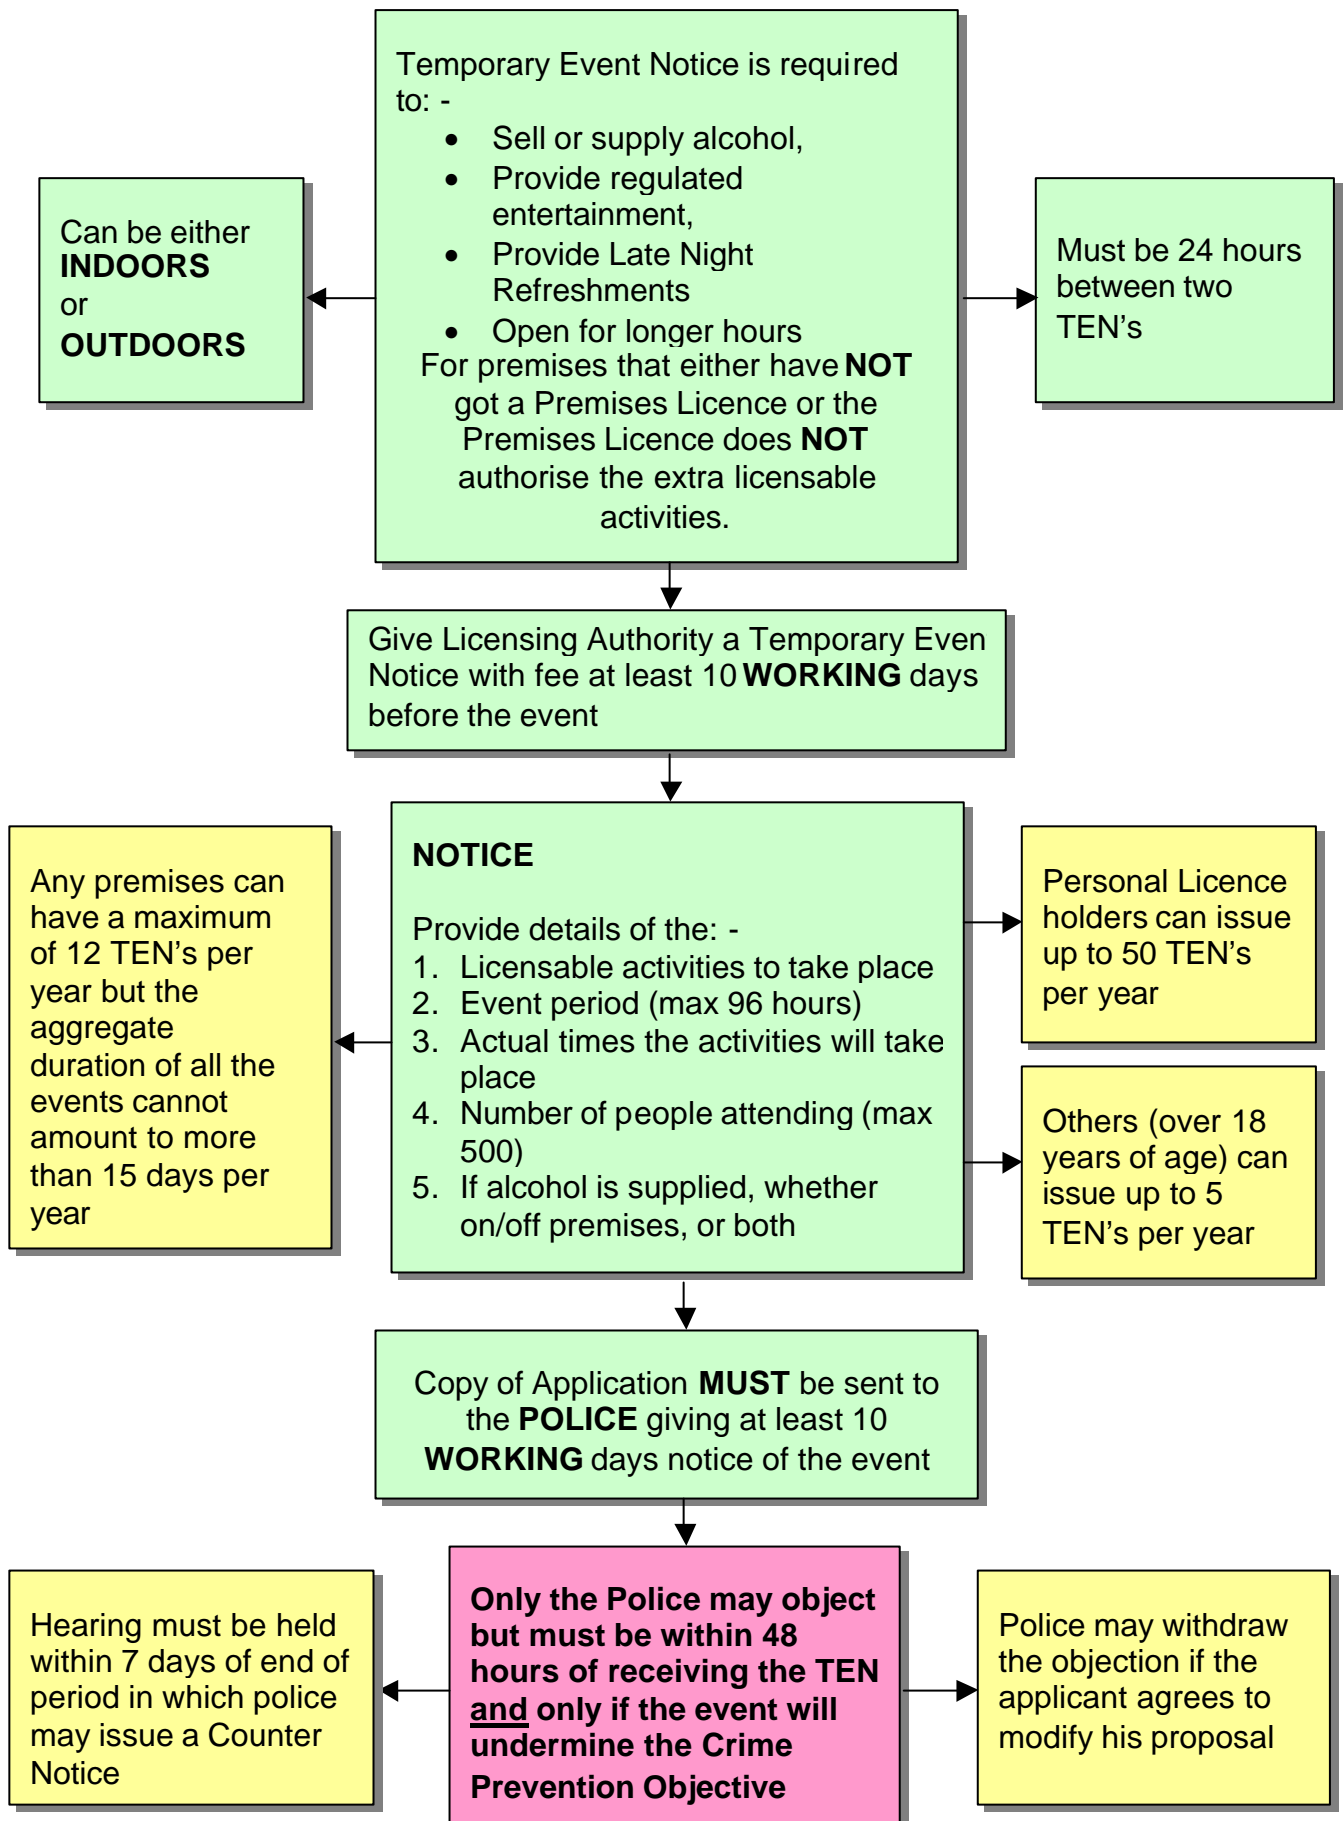 Temporary Event Notice is required
to: -
• Sell or supply alcohol,
• Provide regulated
entertainment,
• Provide Late Night
Refreshments
• Open for longer hours
For premises that either have NOT
got a Premises Licence or the
Premises Licence does NOT
authorise the extra licensable
activities.
Can be either
INDOORS
or
OUTDOORS
Must be 24 hours
between two
TEN's
Give Licensing Authority a Temporary Even
Notice with fee at least 10 WORKING days
before the event
NOTICE
Provide details of the: -
1. Licensable activities to take place
2. Event period (max 96 hours)
3. Actual times the activities will take
place
4. Number of people attending (max
500)
5. If alcohol is supplied, whether
on/off premises, or both
Any premises can
have a maximum
of 12 TEN's per
year but the
aggregate
duration of all the
events cannot
amount to more
than 15 days per
year
Personal Licence
holders can issue
up to 50 TEN's
per year
Others (over 18
years of age) can
issue up to 5
TEN's per year
Copy of Application MUST be sent to
the POLICE giving at least 10
WORKING days notice of the event
Only the Police may object
but must be within 48
hours of receiving the TEN
and only if the event will
undermine the Crime
Prevention Objective
Hearing must be held
within 7 days of end of
period in which police
may issue a Counter
Notice
Police may withdraw
the objection if the
applicant agrees to
modify his proposal